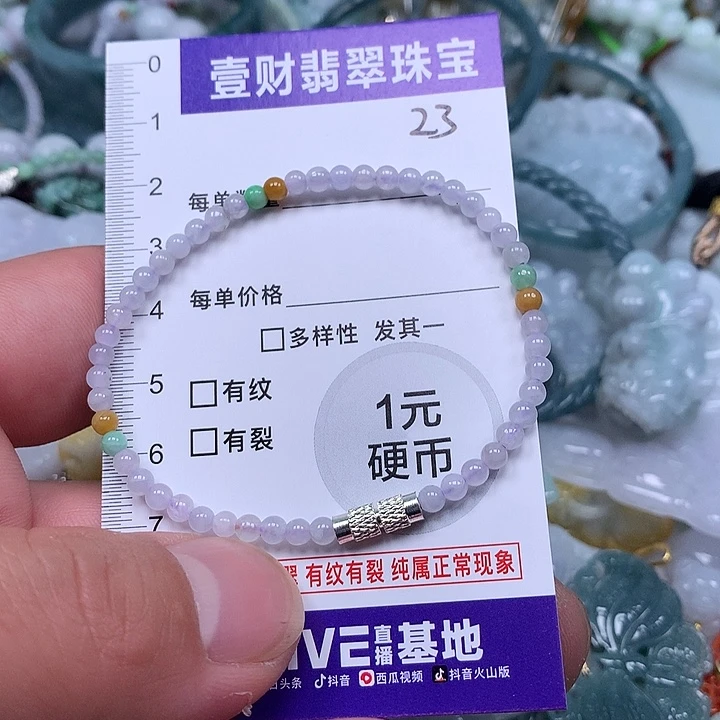 壹财翡翠珠宝
23
0
1
2
每单
3
4
每单价格
多样性 发其一
5
有纹
1元
硬币
6
有裂
7
有纹有裂 纯属正常现象
IVE直播基地
头条 抖音 西瓜视频 抖音火山版